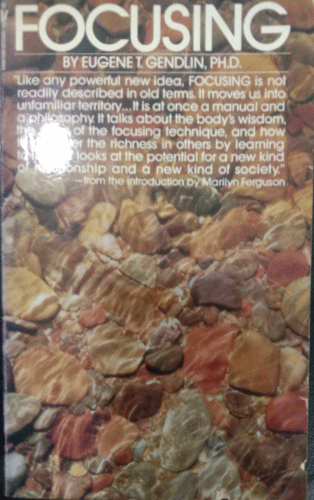 FOCUSING
BY EUGENE T. GENDLIN, PH.D.
"Like any powerful new idea, FOCUSING is not
readily described in old terms. It moves us into
unfamiliar territory...It is at once a manual and
a philosophy. It talks about the body's wisdom,
the of the focusing technique, and how
the richness in others by learning
to looks at the potential for a new kind
of and a new kind of society."
—from the introduction by Marilyn Ferguson